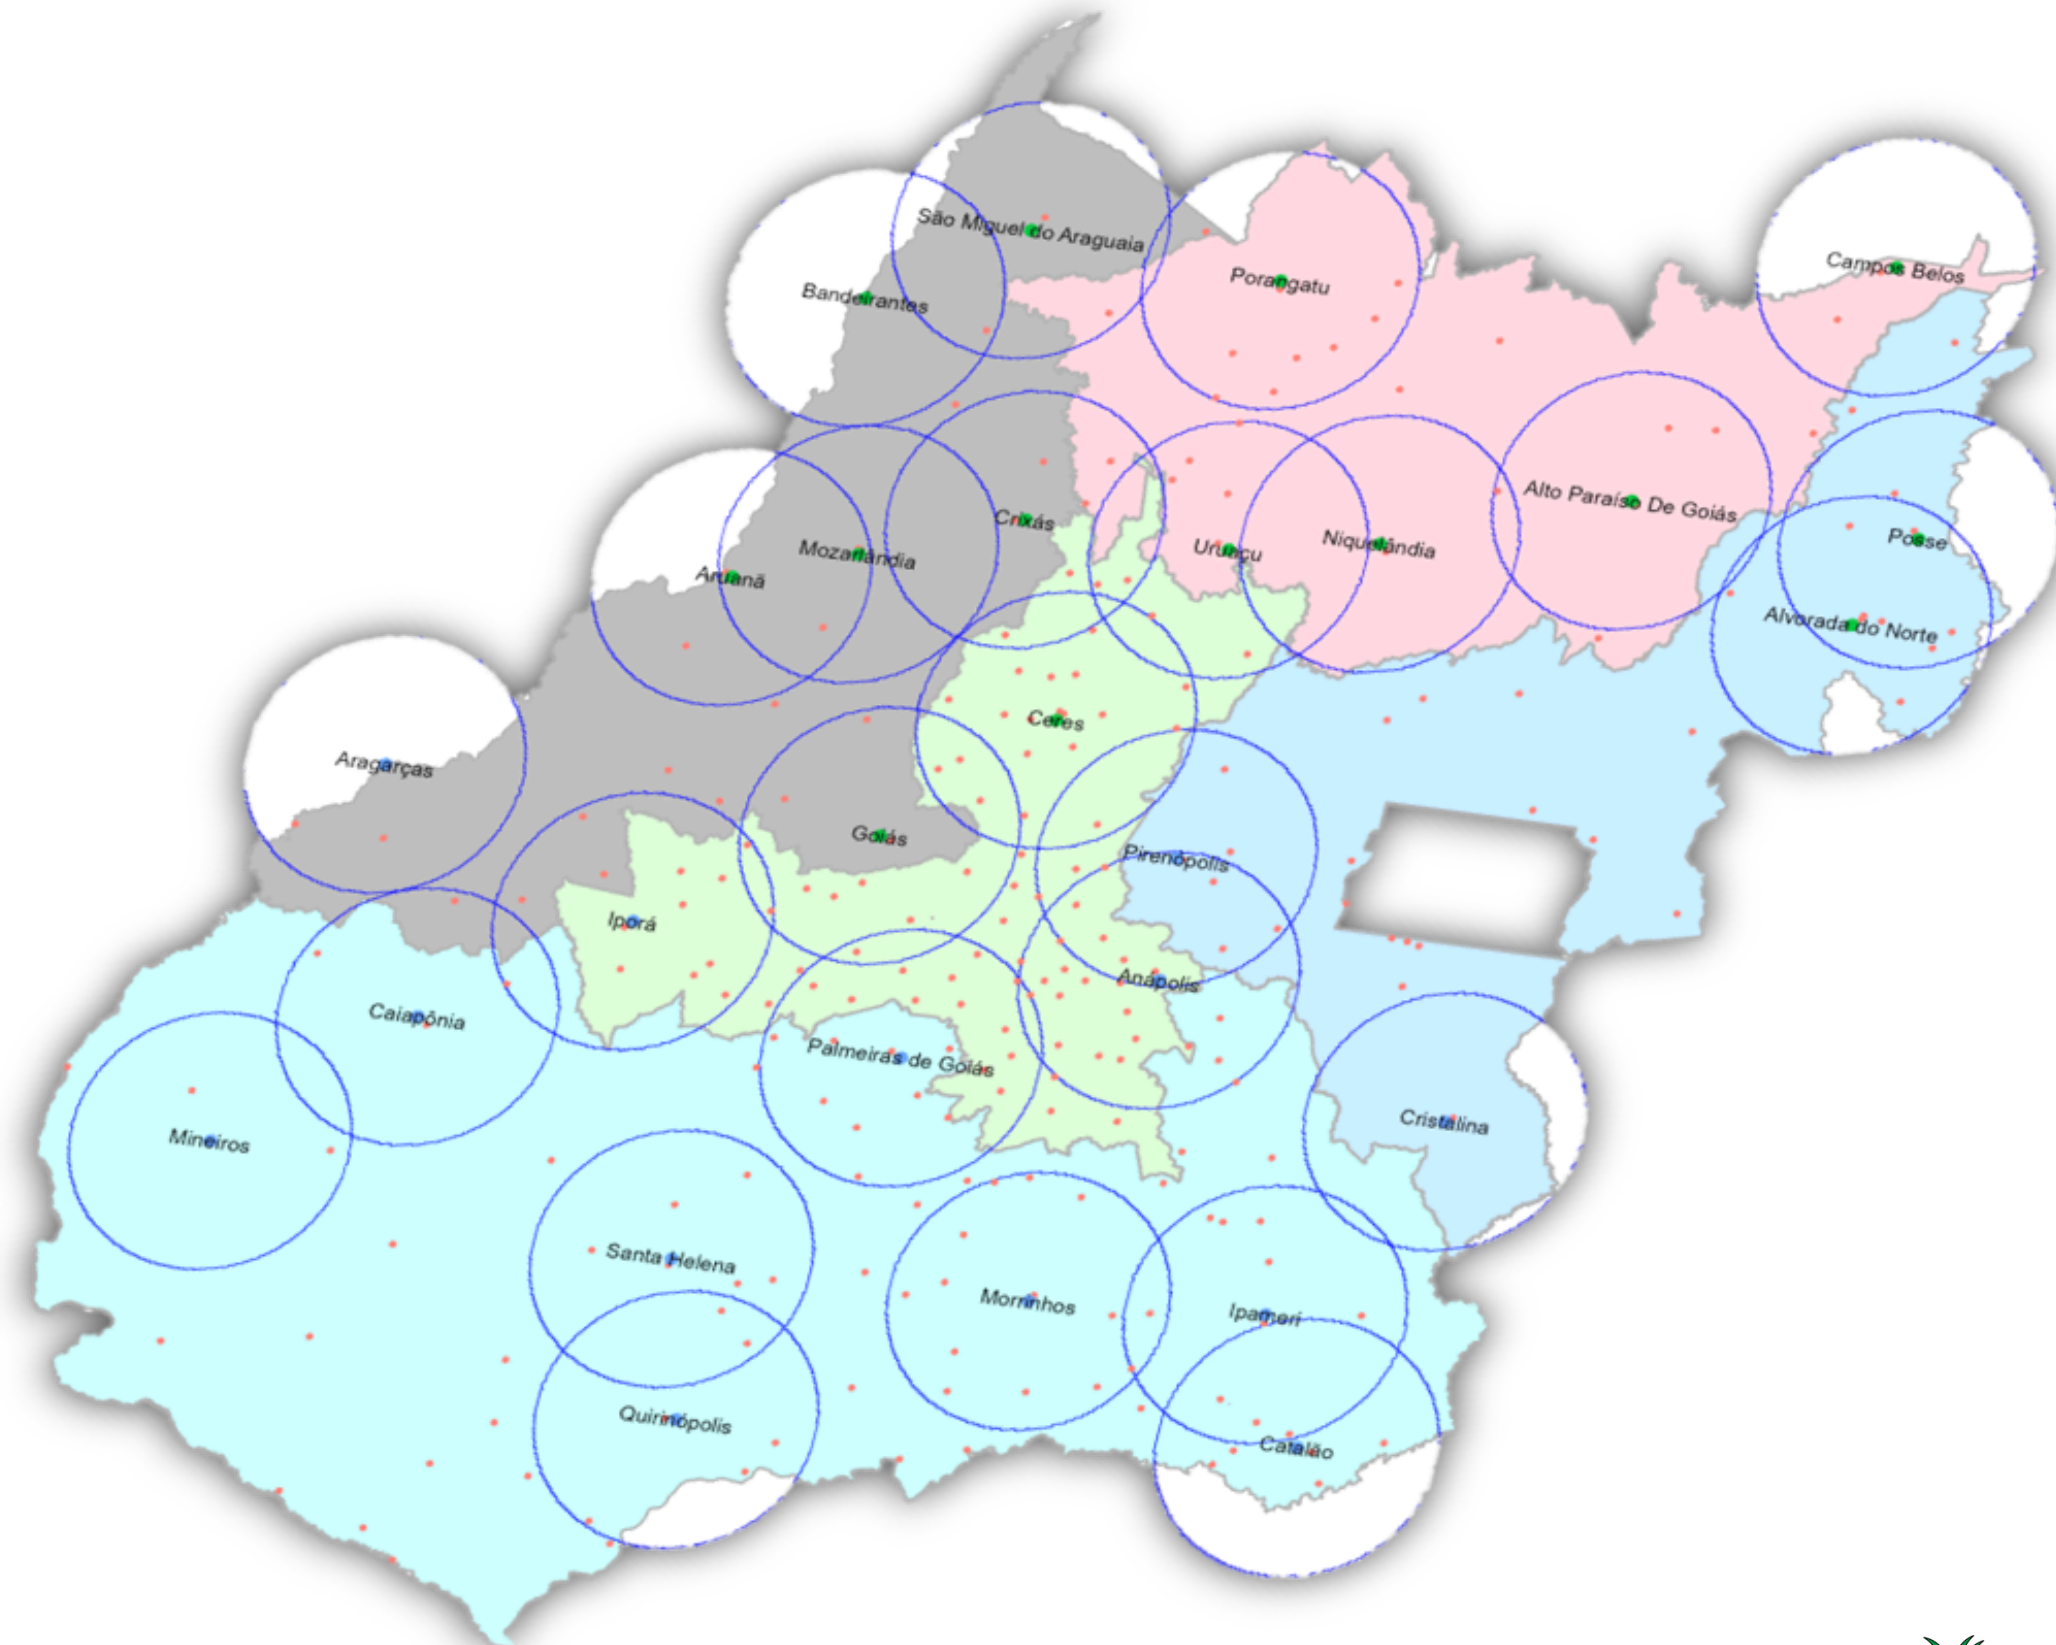 São Miguel do Araguaia
Campos Belos
Porangatu
Bandeirantes
Alto Paraíso De Goiás
Crixás
Posse
Niquelândia
Uruaçu
Mozarlândia
Aruanã
Alvorada do Norte
Ceres
Aragarças
Goiás
Pirenópolis
Iporá
Anápolis
Caiapônia
Palmeiras de Goiás
Cristalina
Mineiros
Santa Helena
Morrinhos
Ipameri
Quirinópolis
Catalão